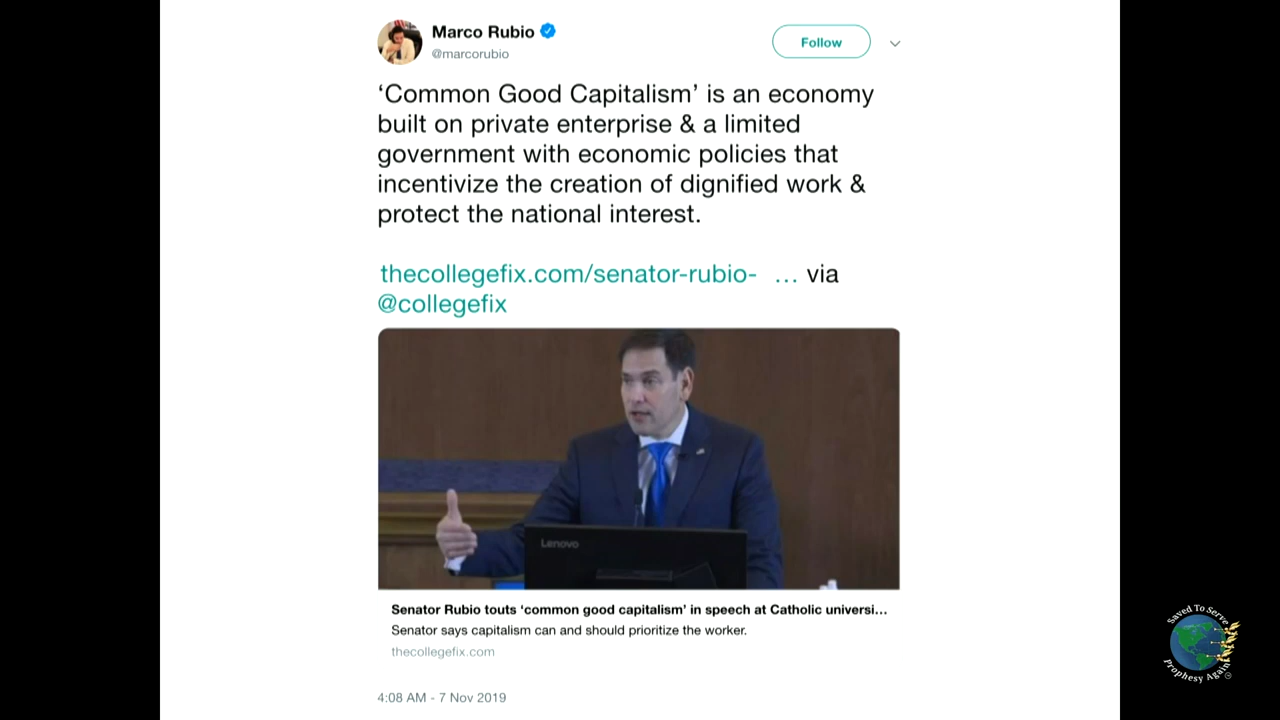 Marco Rubio
@marcorubio
Follow
‘Common Good Capitalism’ is an economy
built on private enterprise & a limited
government with economic policies that
incentivize the creation of dignified work &
protect the national interest.
thecollegefix.com/senator-rubio- … via
@collegefix
Lenovo
Senator Rubio touts ‘common good capitalism’ in speech at Catholic universi...
Senator says capitalism can and should prioritize the worker.
thecollegefix.com
4:08 AM - 7 Nov 2019
Saved To Serve
Prophesy Again